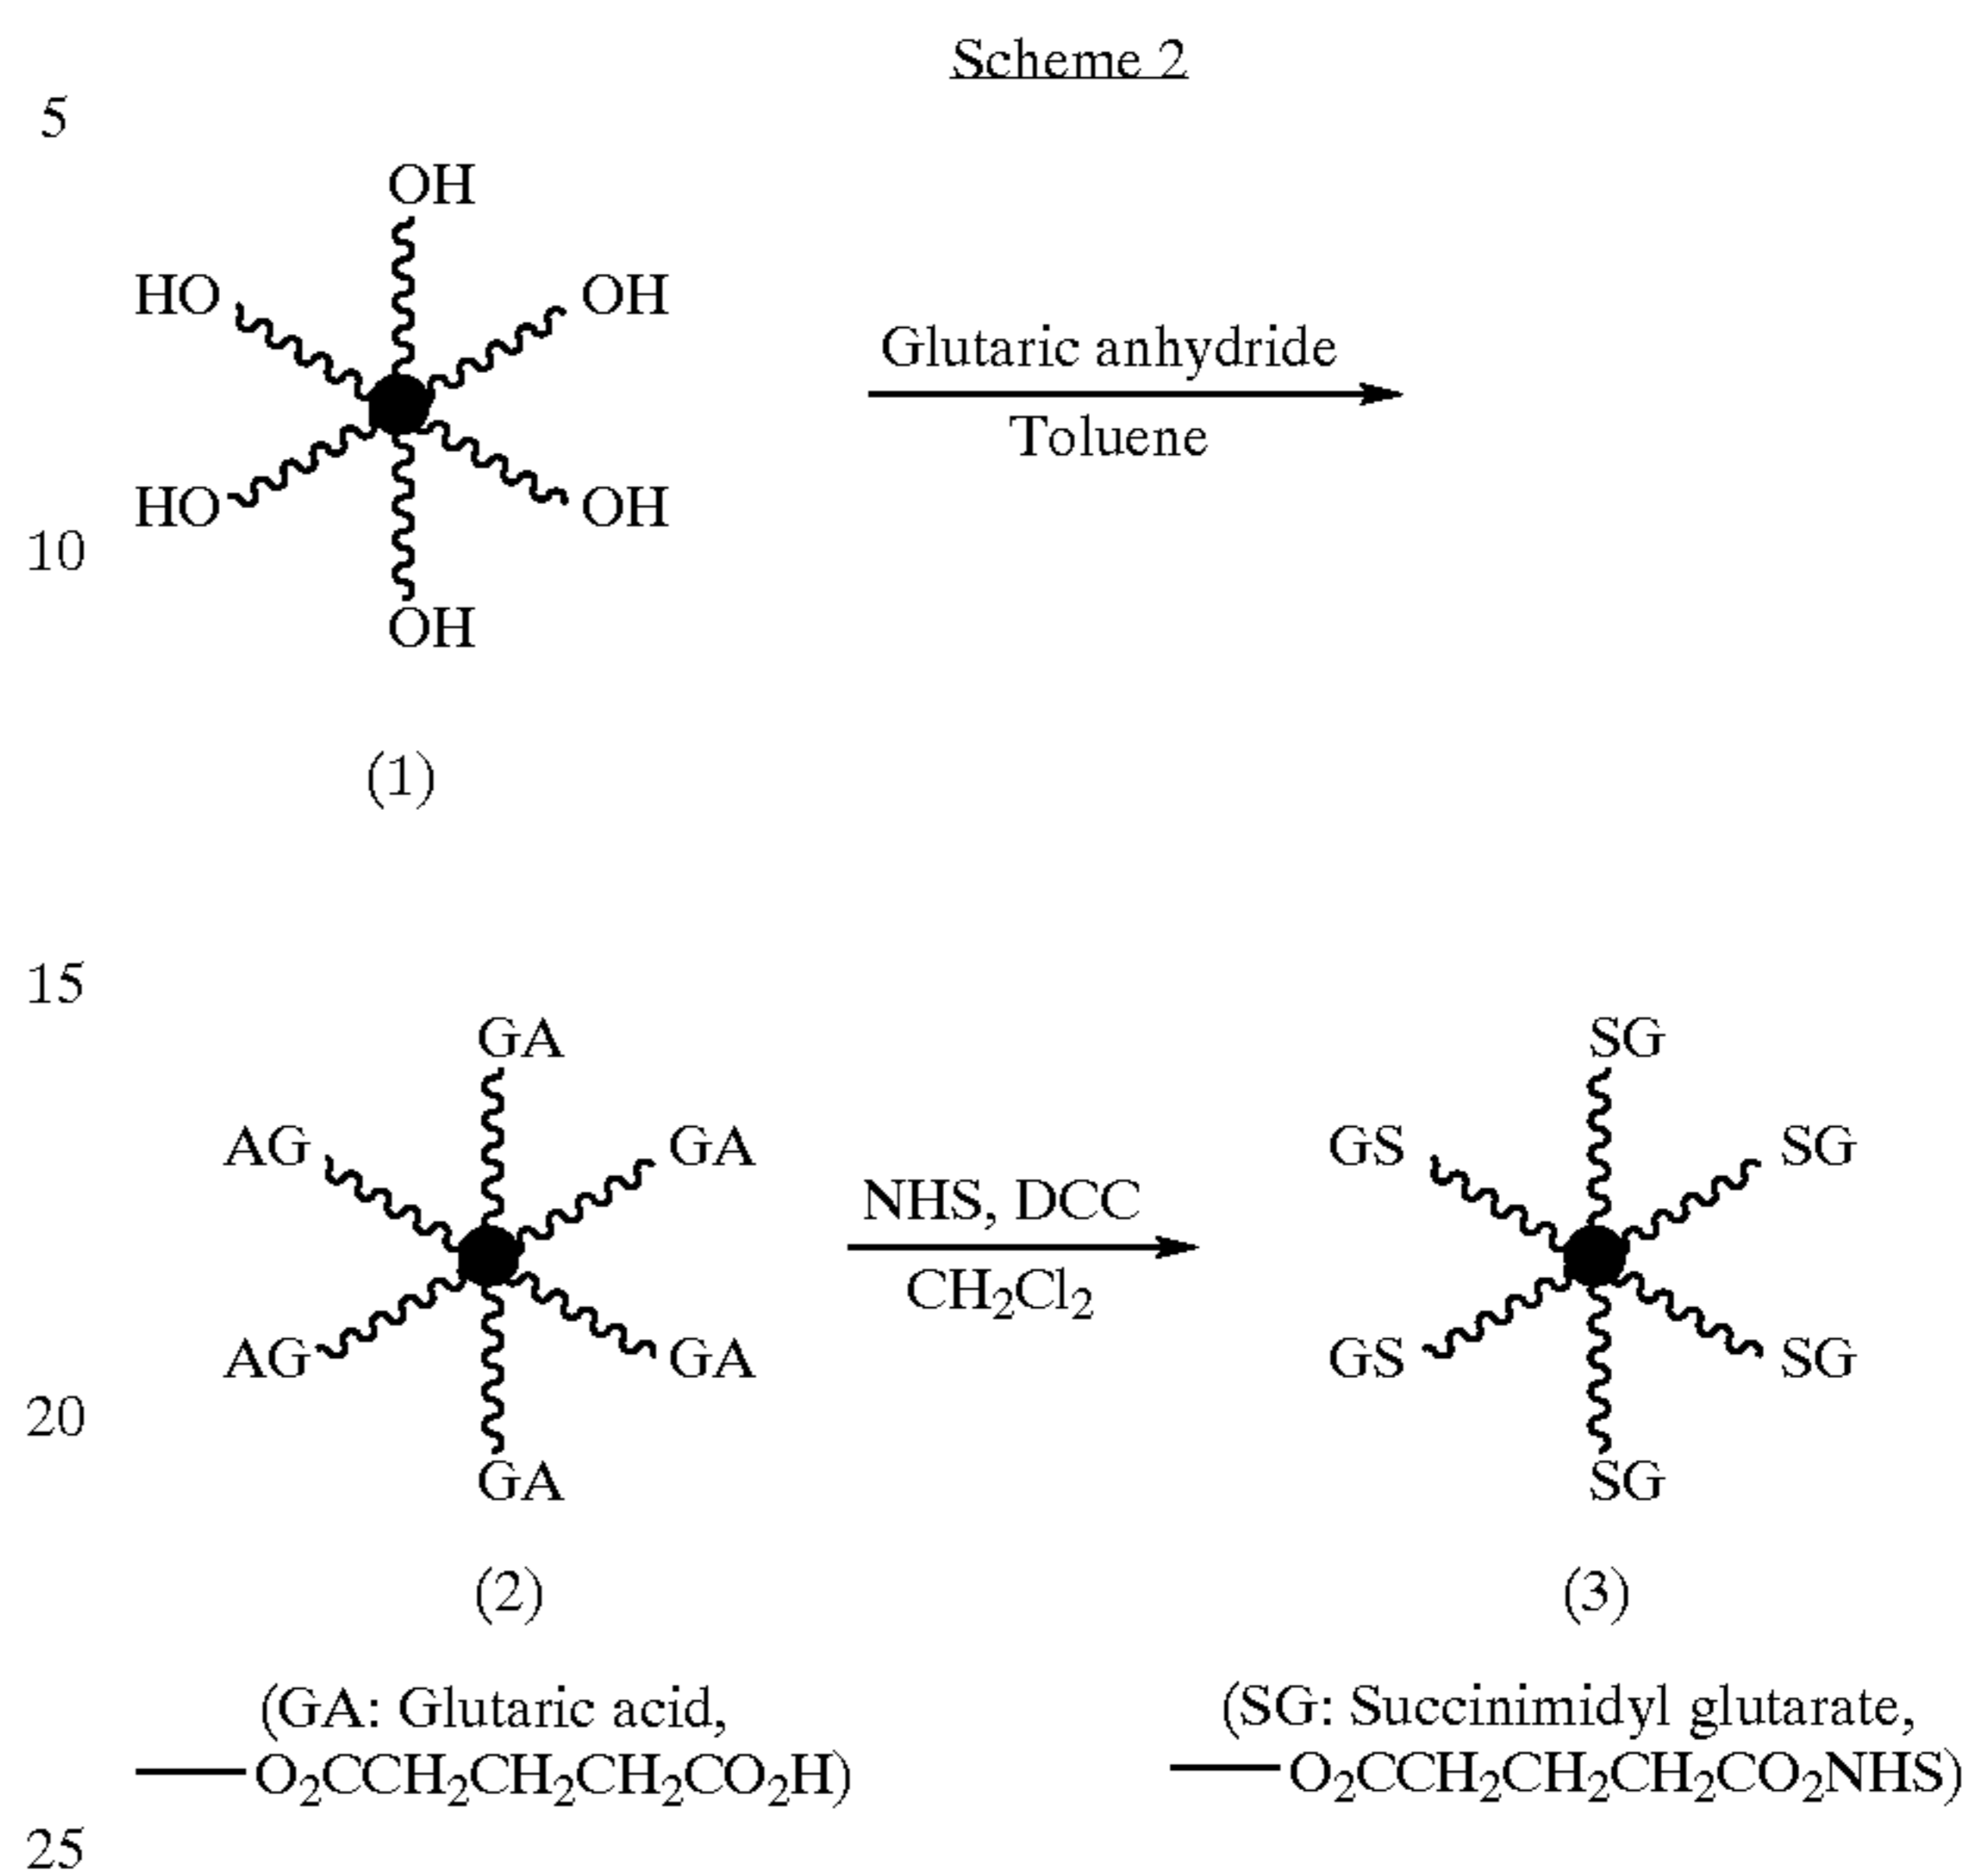 Scheme 2
5
OH
HO OH
Glutaric anhydride
Toluene
HO OH
10
OH
(1)
15
GA SG
AG GA GS SG
NHS, DCC
CH₂Cl₂
AG GA GS SG
20
GA SG
(2) (3)
(GA: Glutaric acid, (SG: Succinimidyl glutarate,
O₂CCH₂CH₂CH₂CO₂H) O₂CCH₂CH₂CH₂CO₂NHS)
25